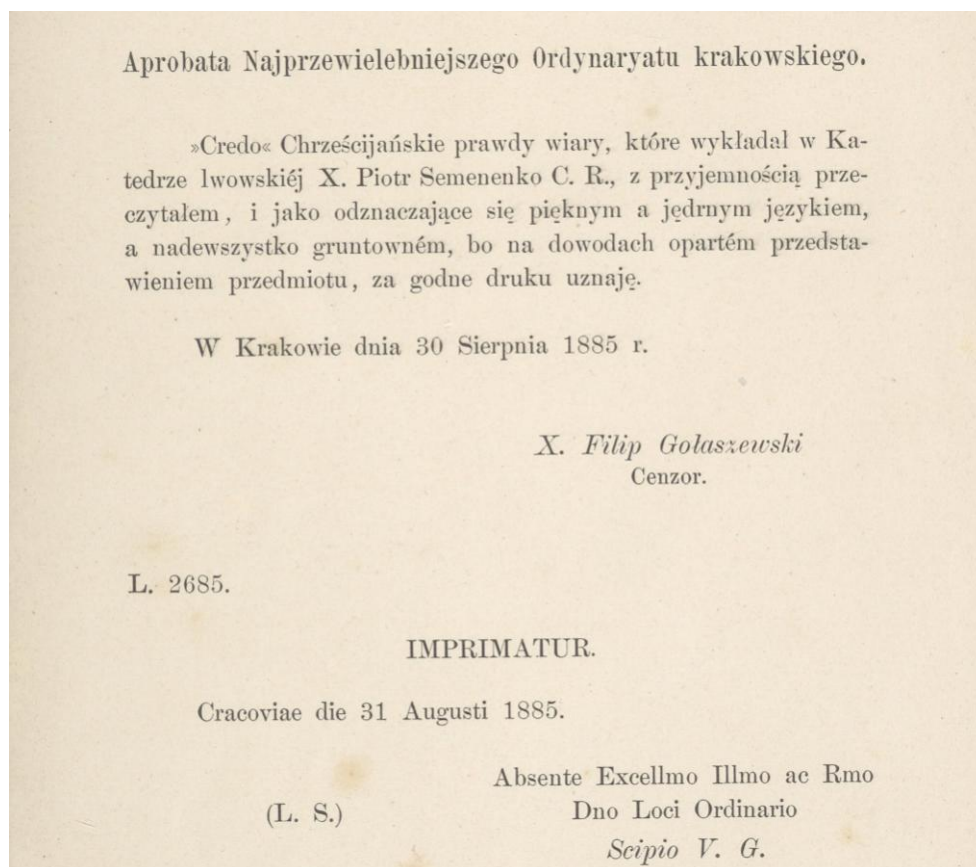 Aprobata Najprzewielebniejszego Ordynaryatu krakowskiego.
»Credo« Chrześcijańskie prawdy wiary, które wykładał w Ka-
tedrze lwowskiéj X. Piotr Semenenko C. R., z przyjemnością prze-
czytałem, i jako odznaczające się pięknym a jędrnym językiem,
a nadewszystko gruntowném, bo na dowodach opartém przedsta-
wieniem przedmiotu, za godne druku uznaję.
W Krakowie dnia 30 Sierpnia 1885 r.
X. Filip Gołaszewski
Cenzor.
L. 2685.
IMPRIMATUR.
Cracoviae die 31 Augusti 1885.
Absente Excellmo Illmo ac Rmo
(L. S.) Dno Loci Ordinario
Scipio V. G.